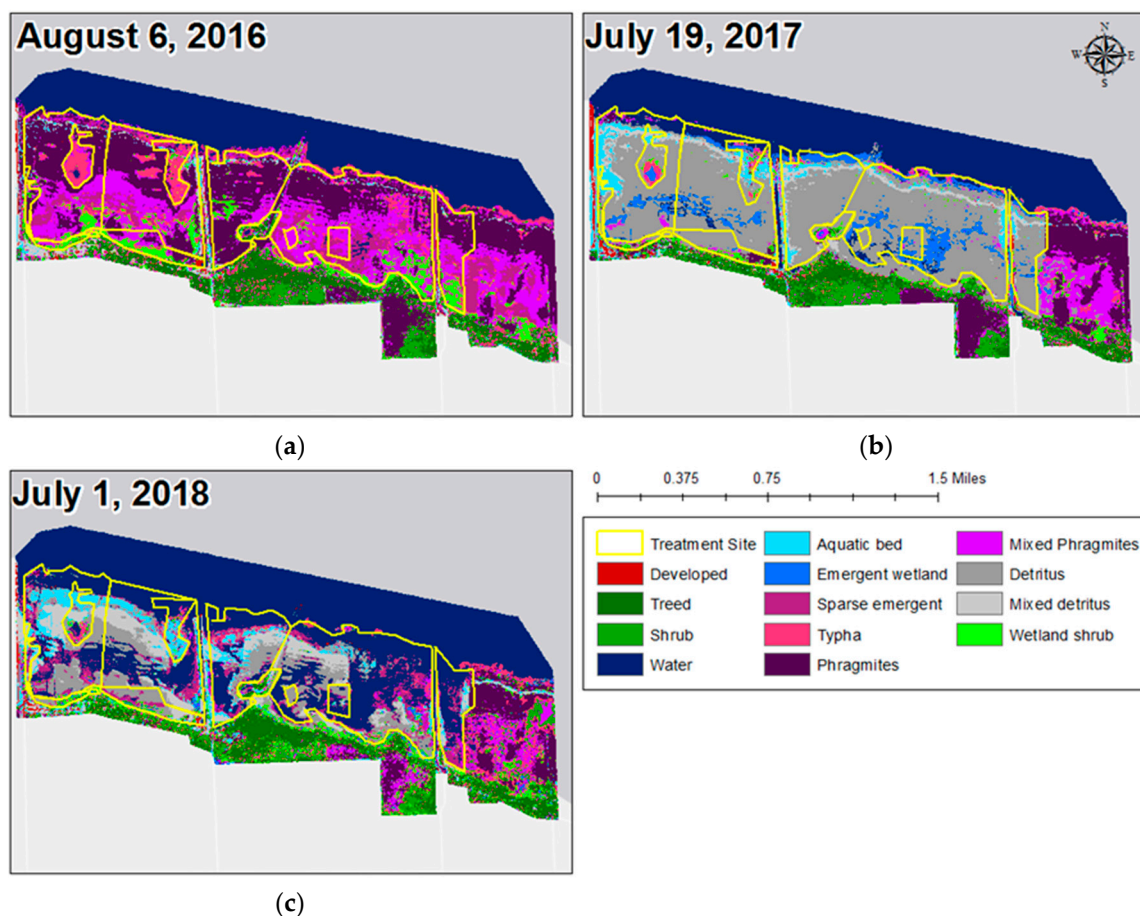 August 6, 2016
July 19, 2017
N
W E
S
(a)
(b)
July 1, 2018
0 0.375 0.75 1.5 Miles
Treatment Site
Developed
Treed
Shrub
Water
Aquatic bed
Emergent wetland
Sparse emergent
Typha
Phragmites
Mixed Phragmites
Detritus
Mixed detritus
Wetland shrub
(c)